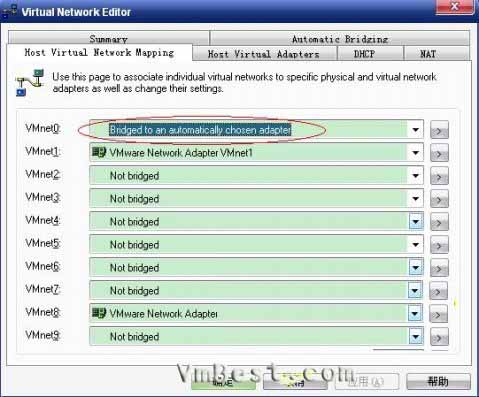 Virtual Network Editor
Summary
Automatic Bridging
Host Virtual Network Mapping
Host Virtual Adapters
DHCP
NAT
Use this page to associate individual virtual networks to specific physical and virtual network
adapters as well as change their settings.
VMnet0: Bridged to an automatically chosen adapter
VMnet1: VMware Network Adapter VMnet1
VMnet2: Not bridged
VMnet3: Not bridged
VMnet4: Not bridged
VMnet5: Not bridged
VMnet6: Not bridged
VMnet7: Not bridged
VMnet8: VMware Network Adapter
VMnet9: Not bridged
VmBest.com
应用(A)
帮助